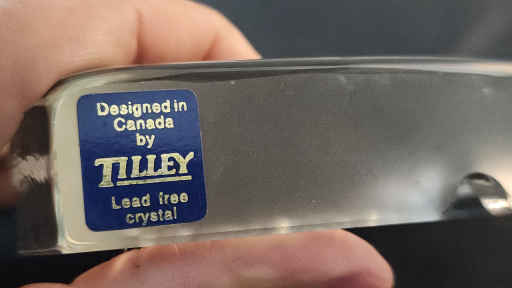 Designed in
Canada
by
TILLEY
Lead free
crystal